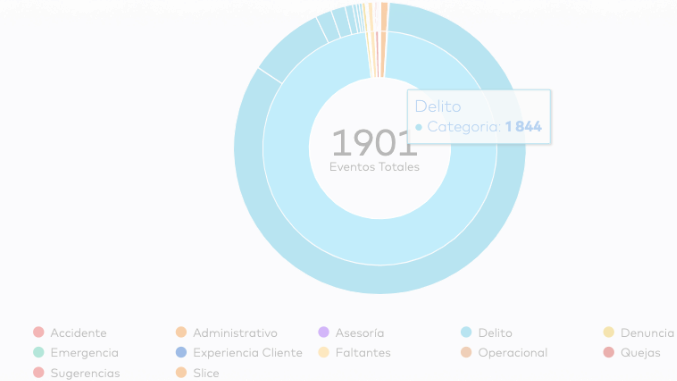 Delito
Categoria: 1 844
1901
Eventos Totales
Accidente
Administrativo
Asesoría
Delito
Denuncia
Emergencia
Experiencia Cliente
Faltantes
Operacional
Quejas
Sugerencias
Slice